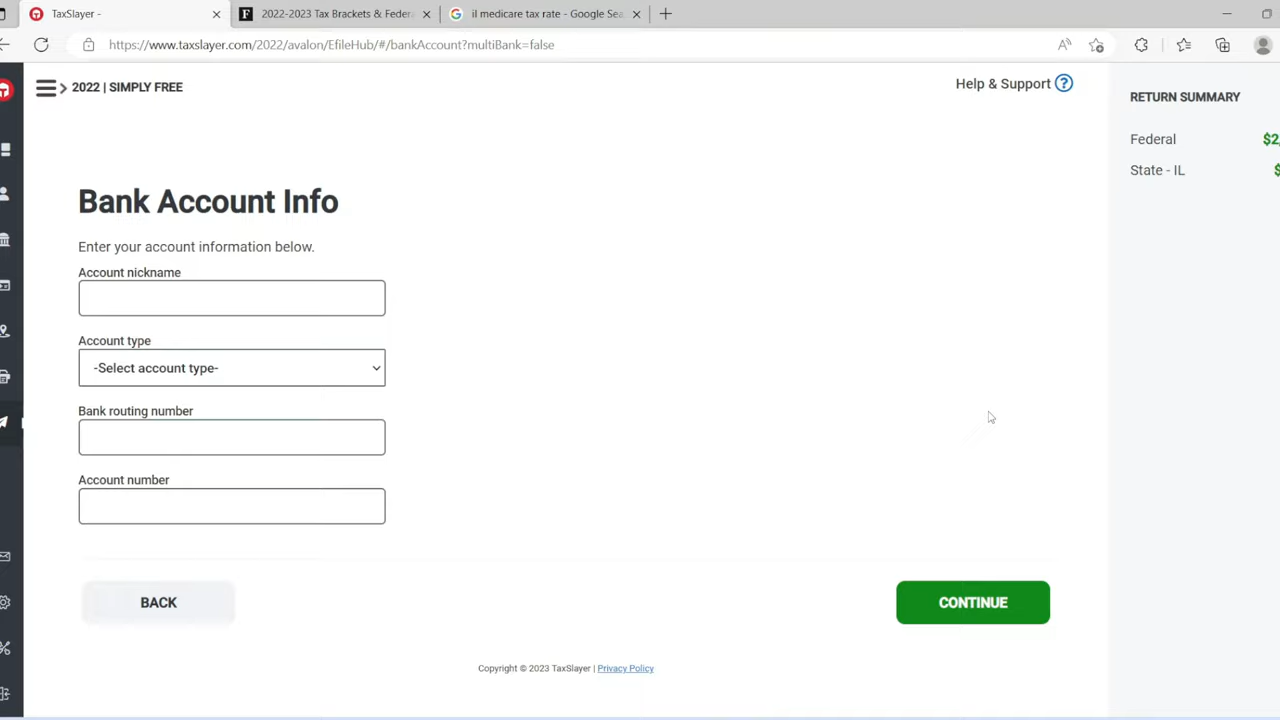 TaxSlayer -
2022-2023 Tax Brackets & Federa
il medicare tax rate - Google Sea
https://www.taxslayer.com/2022/avalon/EfileHub/#/bankAccount?multiBank=false
2022 | SIMPLY FREE
Help & Support
RETURN SUMMARY
Federal $2,
State - IL $
Bank Account Info
Enter your account information below.
Account nickname
Account type
-Select account type-
Bank routing number
Account number
BACK
CONTINUE
Copyright © 2023 TaxSlayer | Privacy Policy